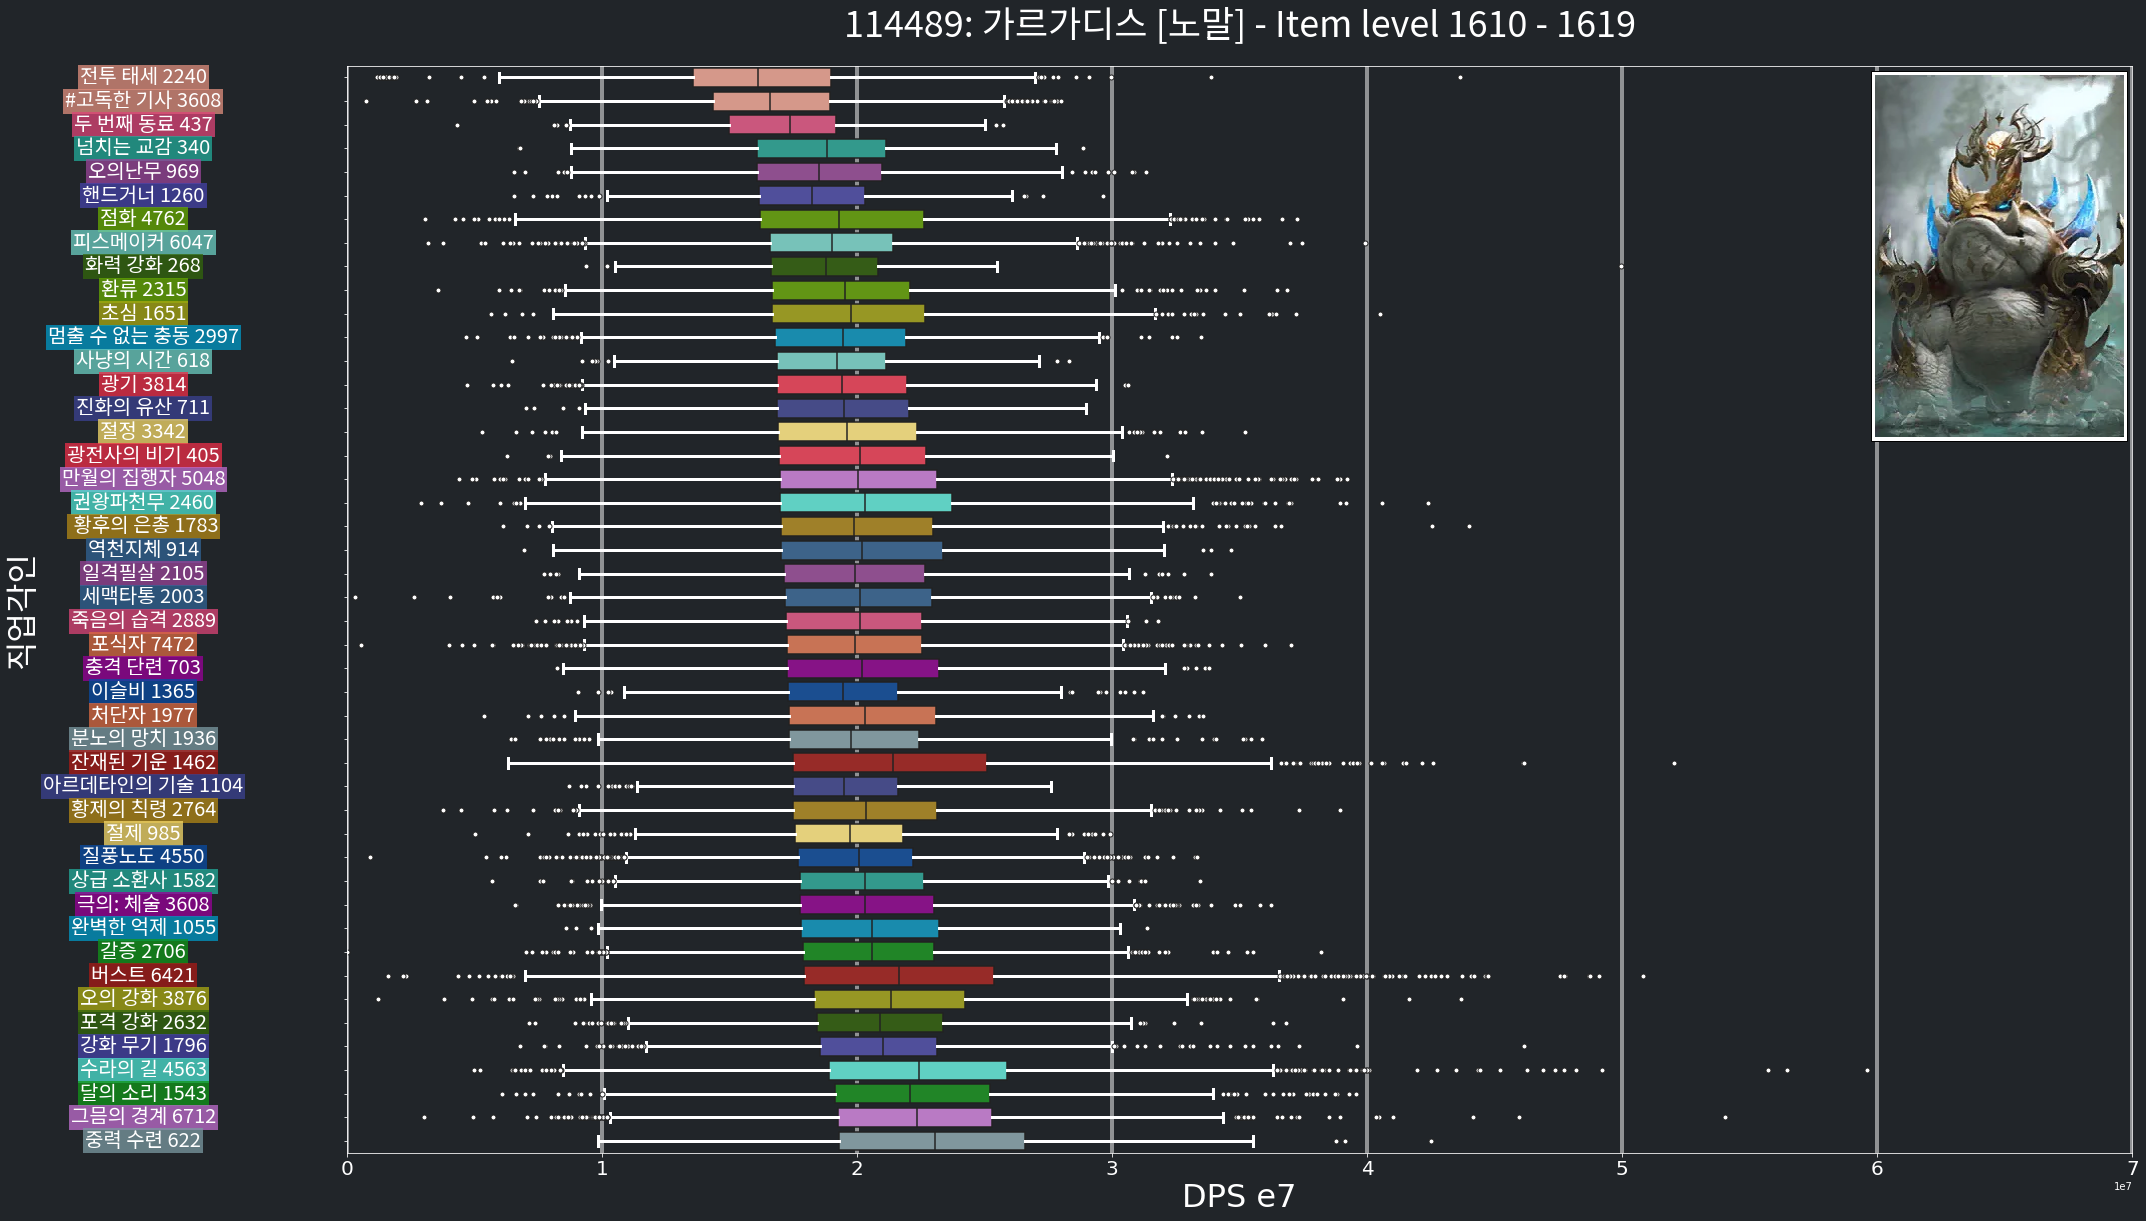 114489: 가르가디스 [노말] - Item level 1610 - 1619
전투 태세 2240
#고독한 기사 3608
두 번째 동료 437
넘치는 교감 340
오의난무 969
핸드거너 1260
점화 4762
피스메이커 6047
화력 강화 268
환류 2315
초심 1651
멈출 수 없는 충동 2997
사냥의 시간 618
광기 3814
진화의 유산 711
절정 3342
광전사의 비기 405
만월의 집행자 5048
권왕파천무 2460
황후의 은총 1783
역천지체 914
일격필살 2105
세맥타통 2003
죽음의 습격 2889
포식자 7472
충격 단련 703
이슬비 1365
처단자 1977
분노의 망치 1936
잔재된 기운 1462
아르데타인의 기술 1104
황제의 칙령 2764
절제 985
질풍노도 4550
상급 소환사 1582
극의: 체술 3608
완벽한 억제 1055
갈증 2706
버스트 6421
오의 강화 3876
포격 강화 2632
강화 무기 1796
수라의 길 4563
달의 소리 1543
그믐의 경계 6712
중력 수련 622
직업각인
0 1 2 3 4 5 6 7
DPS e7
1e7